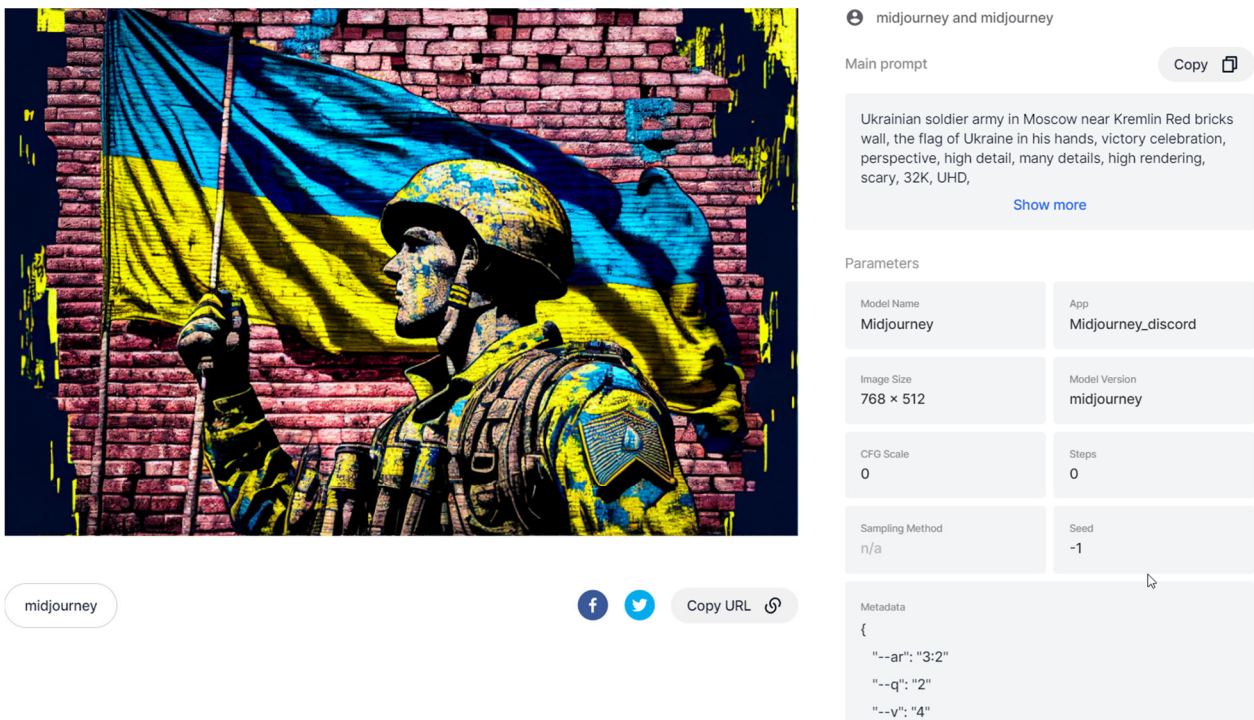 midjourney and midjourney
Main prompt
Copy
Ukrainian soldier army in Moscow near Kremlin Red bricks
wall, the flag of Ukraine in his hands, victory celebration,
perspective, high detail, many details, high rendering,
scary, 32K, UHD,
Show more
Parameters
Model Name
Midjourney
App
Midjourney_discord
Image Size
768 × 512
Model Version
midjourney
CFG Scale
0
Steps
0
Sampling Method
n/a
Seed
-1
Metadata
{
"--ar": "3:2"
"--q": "2"
"--v": "4"
midjourney
Copy URL